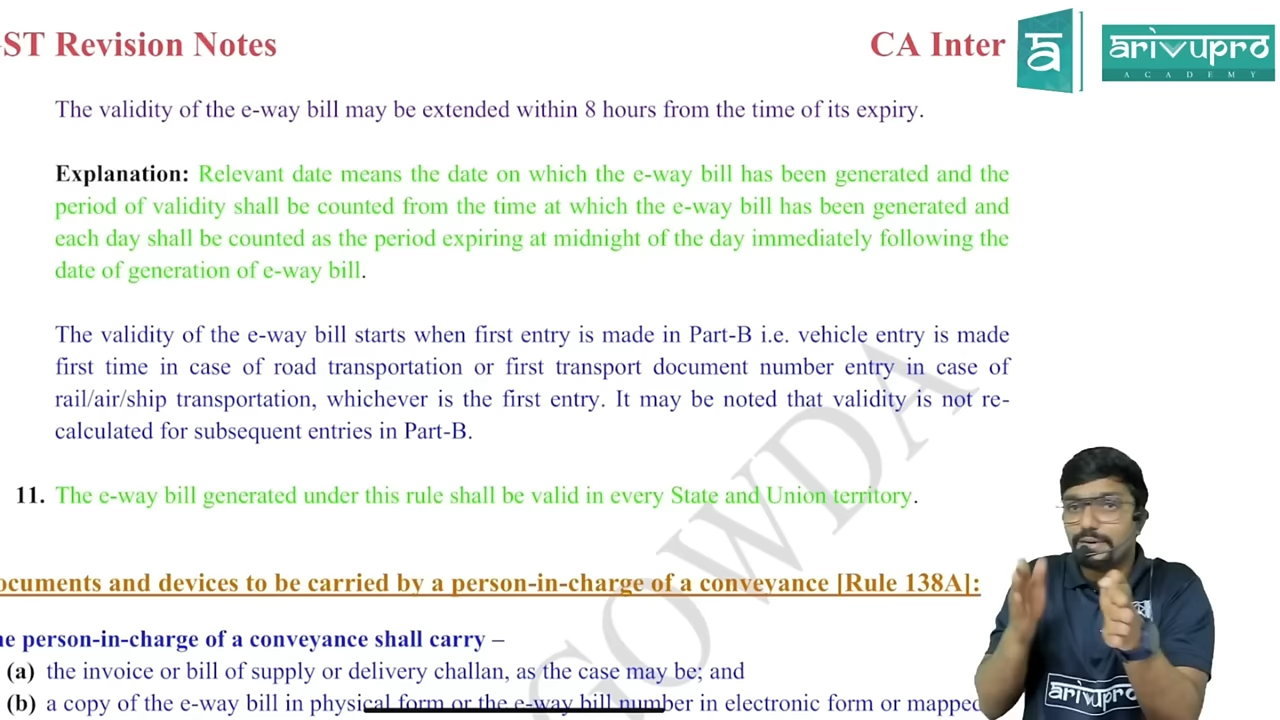 ST Revision Notes
CA Inter
arivupro
ACADEMY
The validity of the e-way bill may be extended within 8 hours from the time of its expiry.
Explanation: Relevant date means the date on which the e-way bill has been generated and the
period of validity shall be counted from the time at which the e-way bill has been generated and
each day shall be counted as the period expiring at midnight of the day immediately following the
date of generation of e-way bill.
The validity of the e-way bill starts when first entry is made in Part-B i.e. vehicle entry is made
first time in case of road transportation or first transport document number entry in case of
rail/air/ship transportation, whichever is the first entry. It may be noted that validity is not re-
calculated for subsequent entries in Part-B.
11. The e-way bill generated under this rule shall be valid in every State and Union territory.
ocuments and devices to be carried by a person-in-charge of a conveyance [Rule 138A]:
e person-in-charge of a conveyance shall carry –
(a) the invoice or bill of supply or delivery challan, as the case may be; and
(b) a copy of the e-way bill in physical form or the e-way bill number in electronic form or mapped
GOWDA
arivupro